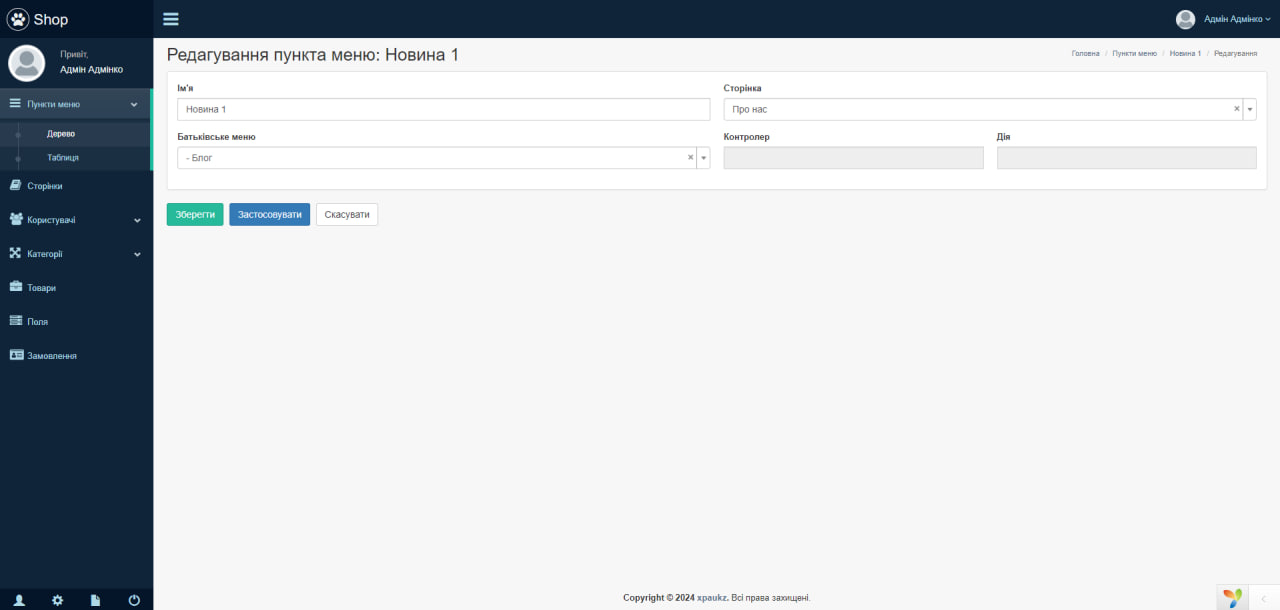 Shop
Адмін Адмінко
Привіт,
Адмін Адмінко
Пункти меню
Дерево
Таблиця
Сторінки
Користувачі
Категорії
Товари
Поля
Замовлення
Редагування пункта меню: Новина 1
Головна / Пункти меню / Новина 1 / Редагування
Ім'я
Новина 1
Сторінка
Про нас
Батьківське меню
- Блог
Контролер
Дія
Зберегти
Застосовувати
Скасувати
Copyright © 2024 xpaukz. Всі права захищені.